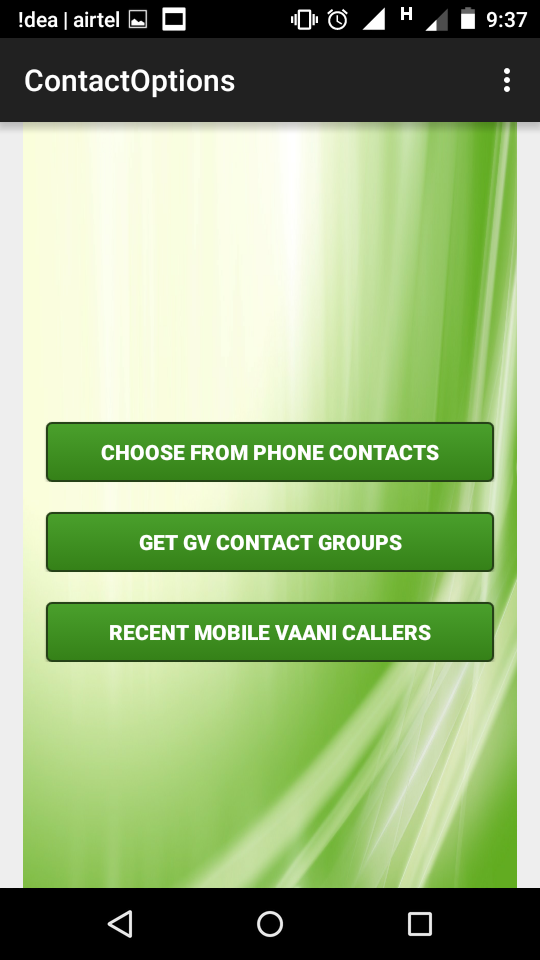 !dea | airtel H 9:37
ContactOptions
CHOOSE FROM PHONE CONTACTS
GET GV CONTACT GROUPS
RECENT MOBILE VAANI CALLERS